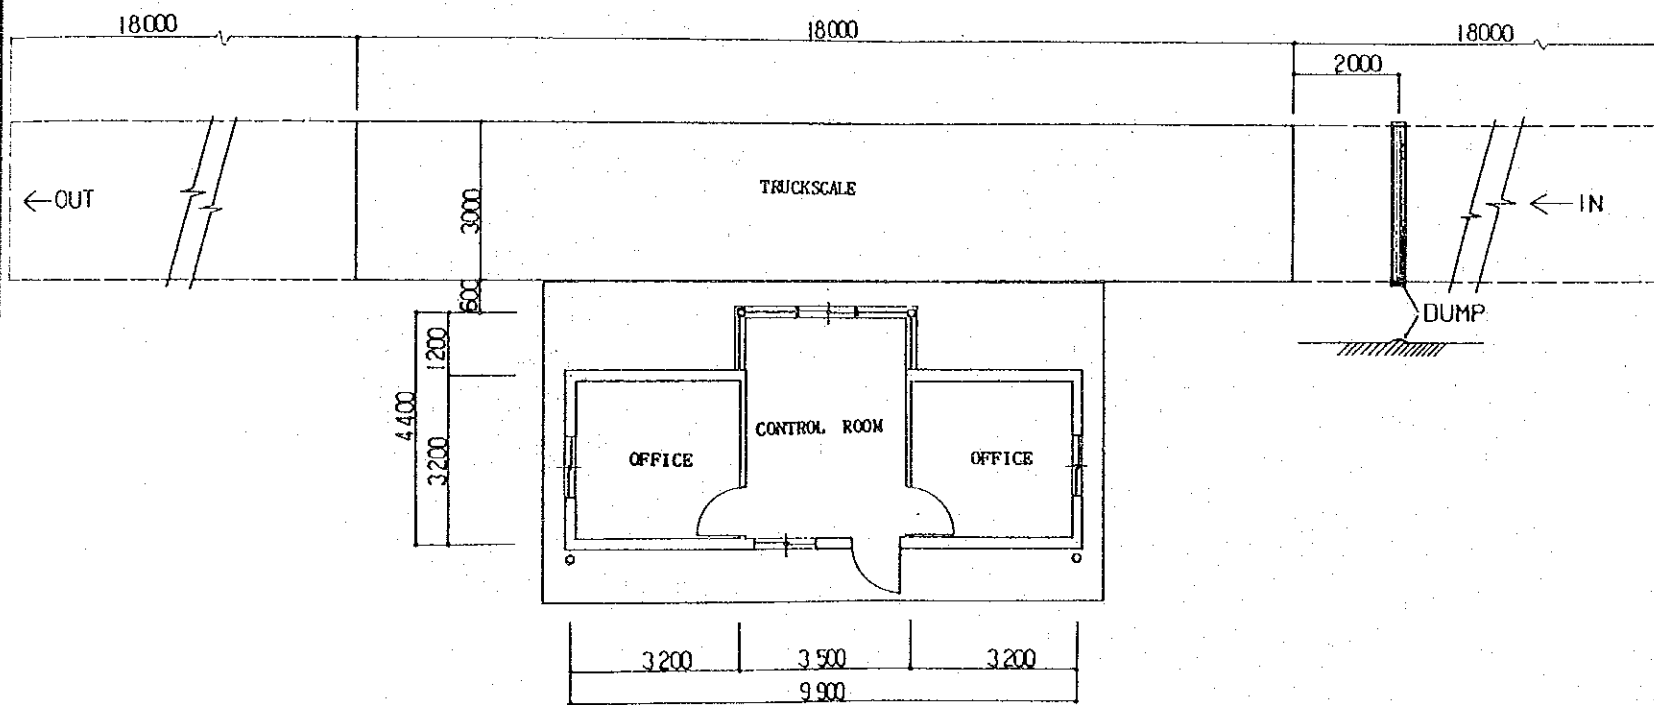 18000
18000
18000
2000
TRUCKSCALE
←OUT
3000
←IN
600
DUMP
1200
4400
CONTROL ROOM
3200
OFFICE
OFFICE
3200
3500
3200
9900